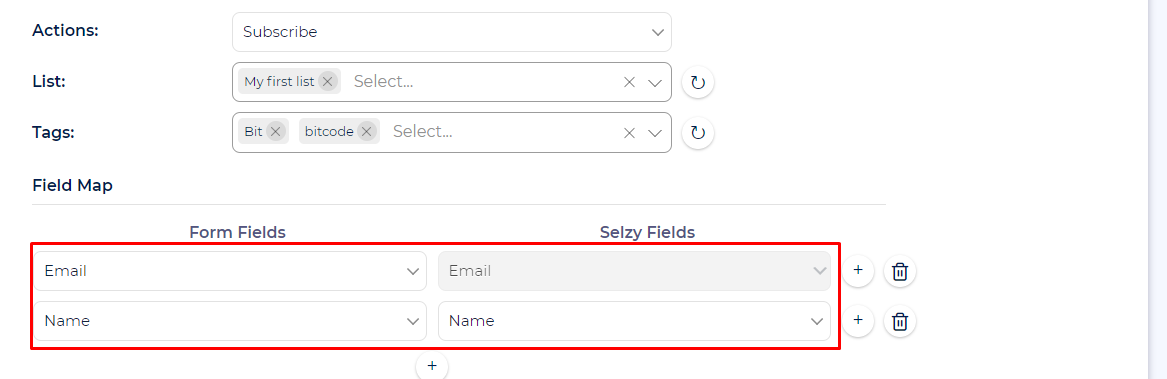 Actions: Subscribe
List: My first list Select...
Tags: Bit bitcode Select...
Field Map
Form Fields Selzy Fields
Email Email
Name Name